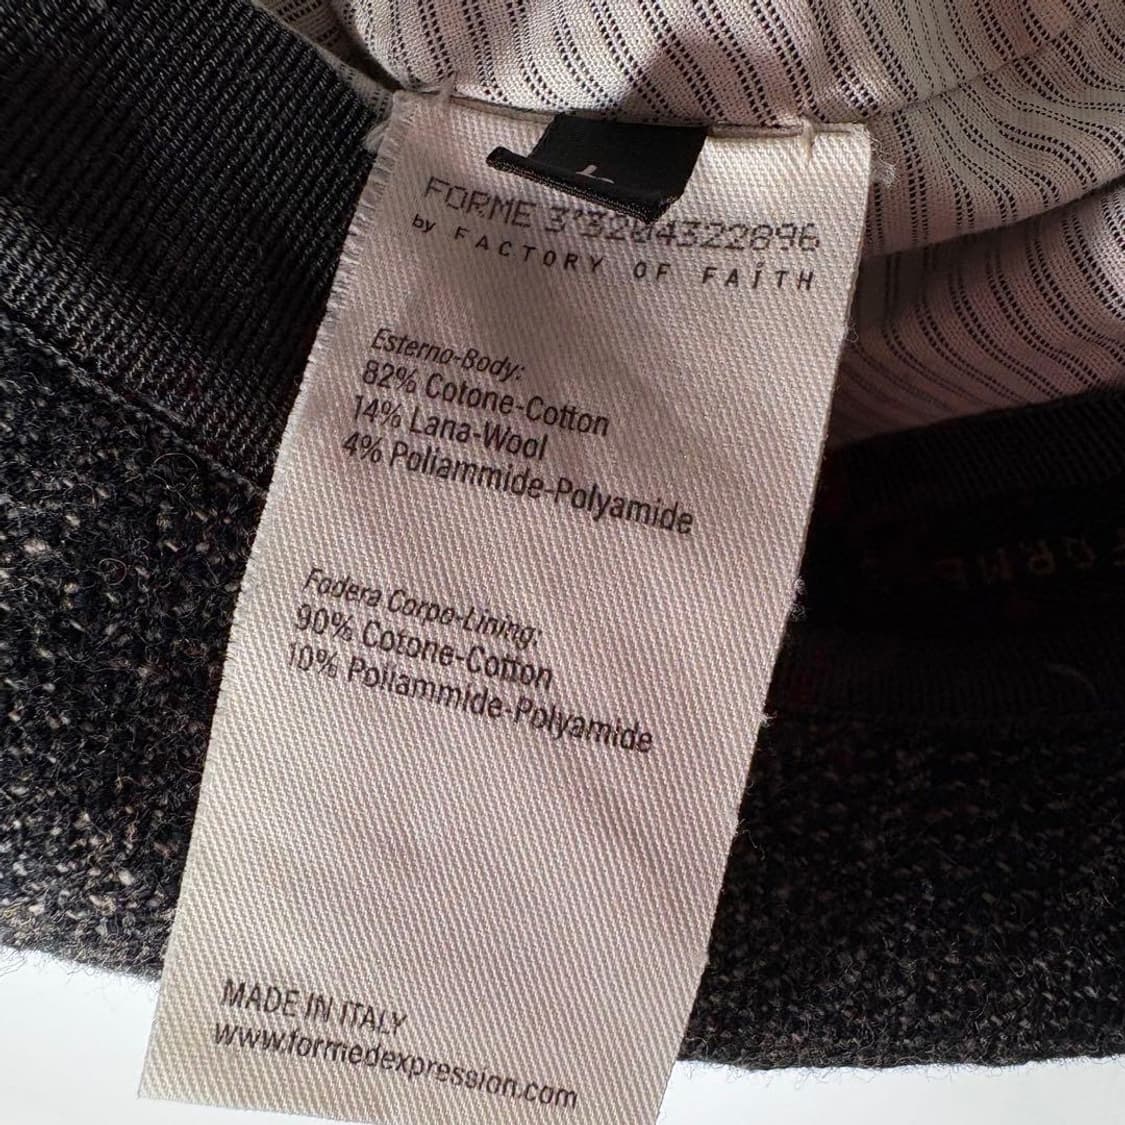 FORME 3'3204322896
by FACTORY OF FAITH
Esterno-Body:
82% Cotone-Cotton
14% Lana-Wool
4% Poliammide-Polyamide
Fodera Corpo-Lining:
90% Cotone-Cotton
10% Poliammide-Polyamide
MADE IN ITALY
www.formedexpression.com